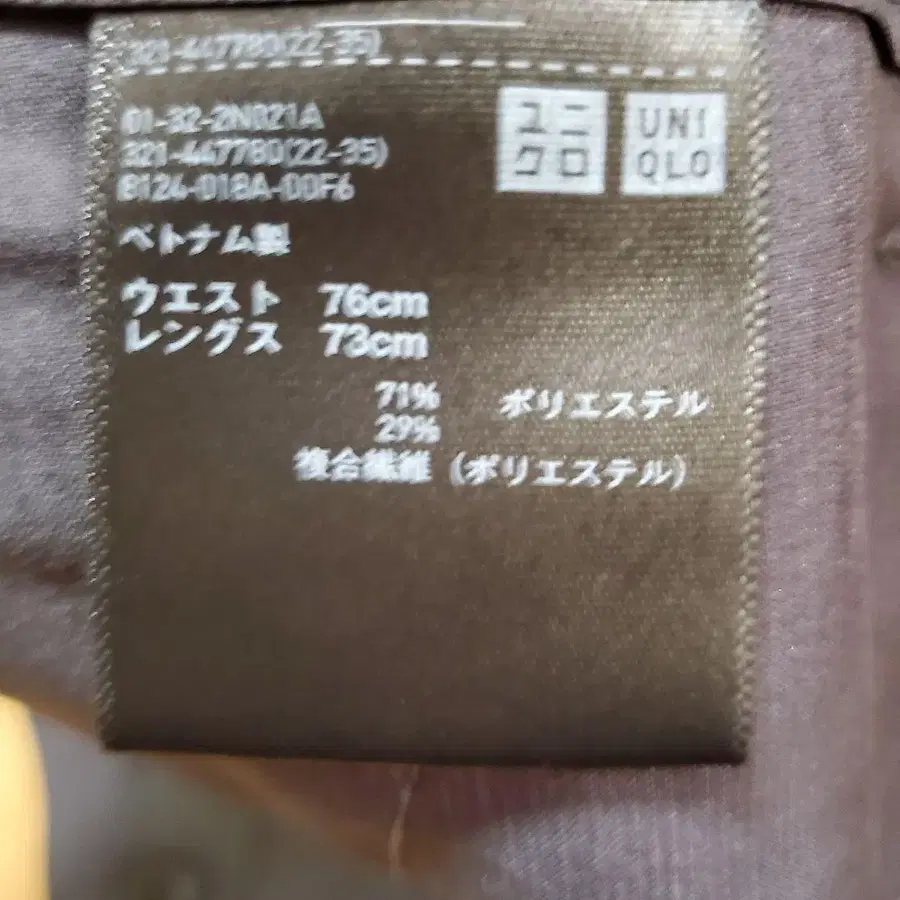 321-447780(22-35)
01-32-2N021A
321-447780(22-35)
8124-018A-00F6
ユニ
クロ
UNI
QLO
ベトナム製
ウエスト 76cm
レングス 73cm
71% ポリエステル
29%
複合繊維 (ポリエステル)